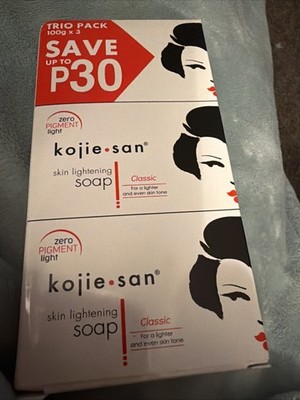 TRIO PACK
100g x 3
SAVE
UP TO
P30
zero
PIGMENT
light
kojie•san®
skin lightening
soap
Classic
For a lighter
and even skin tone
zero
PIGMENT
light
kojie•san®
skin lightening
soap
Classic
For a lighter
and even skin tone